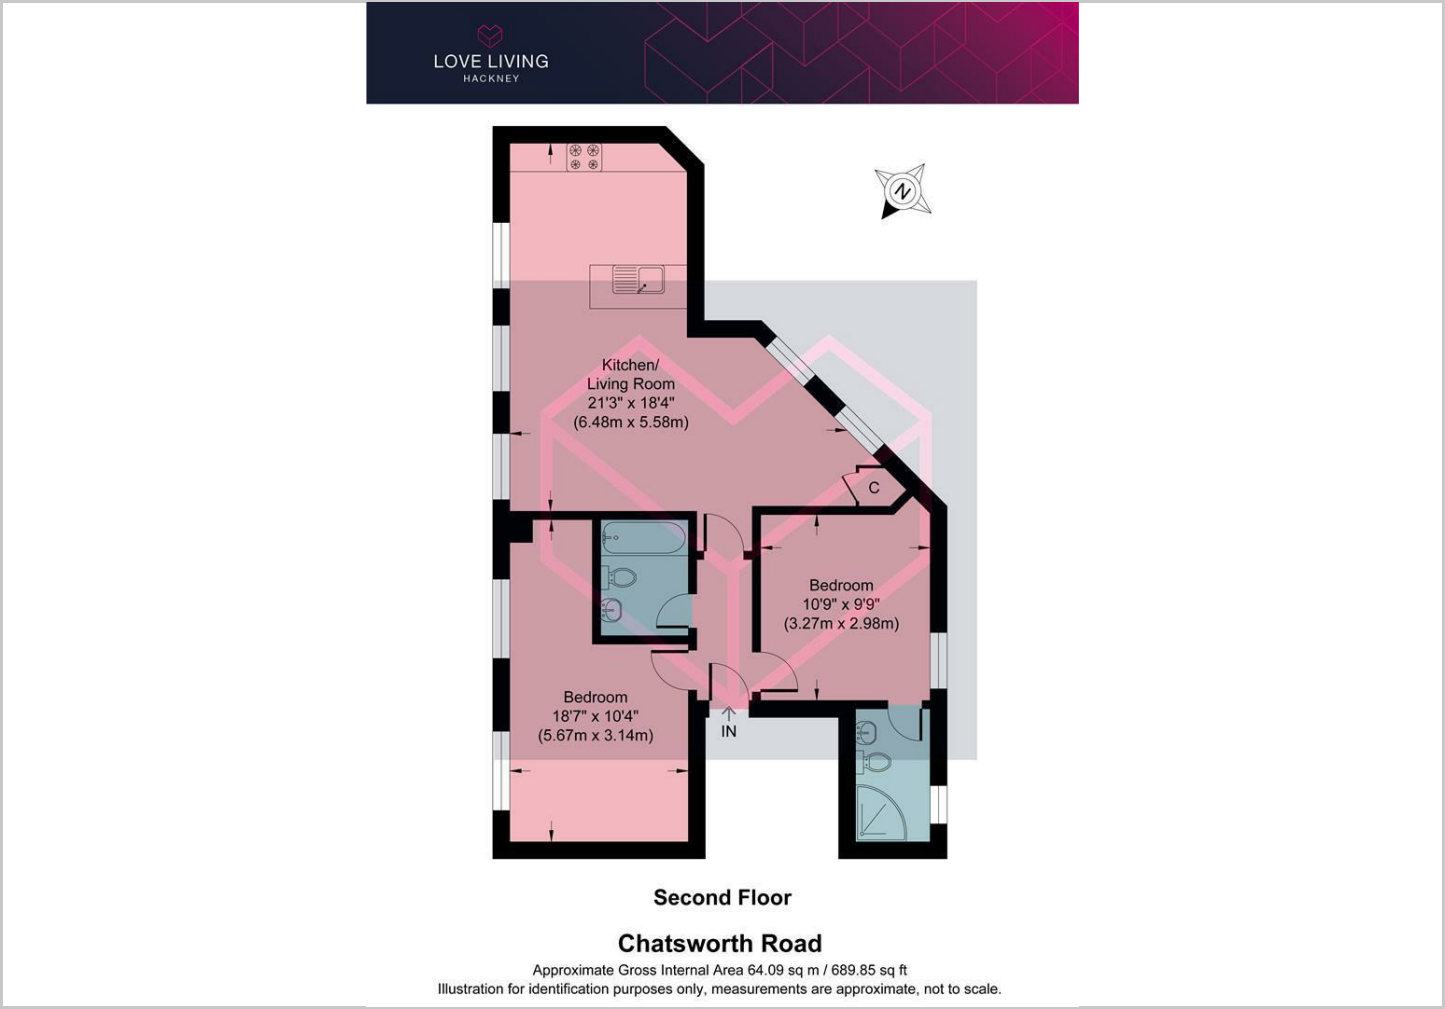 LOVE LIVING
HACKNEY
N
Kitchen/
Living Room
21'3" x 18'4"
(6.48m x 5.58m)
C
Bedroom
10'9" x 9'9"
(3.27m x 2.98m)
Bedroom
18'7" x 10'4"
(5.67m x 3.14m)
IN
Second Floor
Chatsworth Road
Approximate Gross Internal Area 64.09 sq m / 689.85 sq ft
Illustration for identification purposes only, measurements are approximate, not to scale.